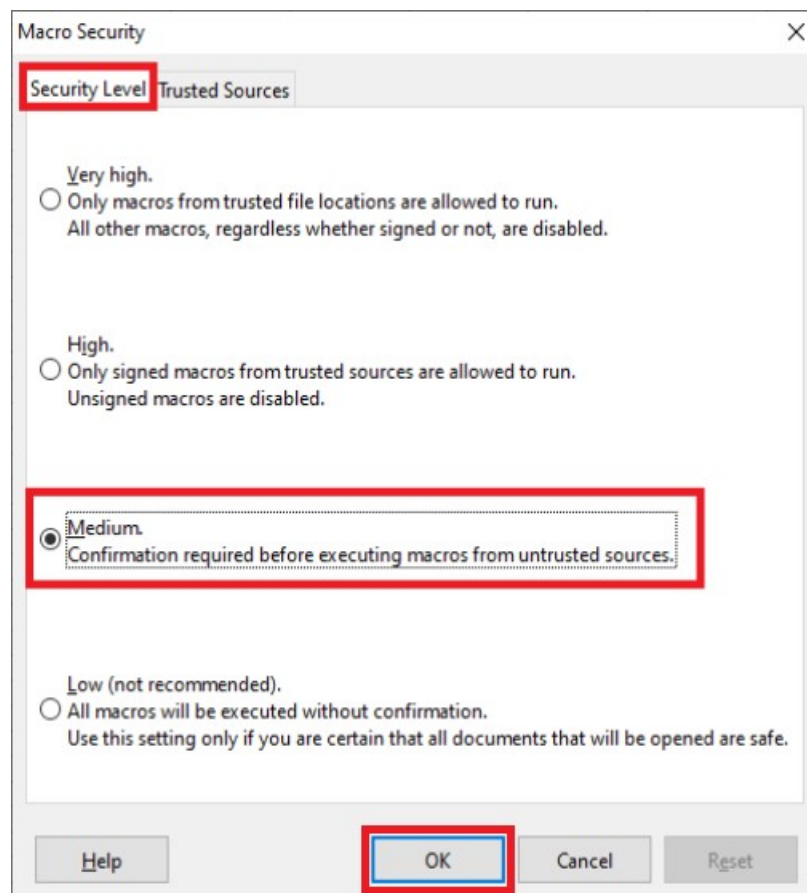 Macro Security
Security Level Trusted Sources
Very high.
Only macros from trusted file locations are allowed to run.
All other macros, regardless whether signed or not, are disabled.
High.
Only signed macros from trusted sources are allowed to run.
Unsigned macros are disabled.
Medium.
Confirmation required before executing macros from untrusted sources.
Low (not recommended).
All macros will be executed without confirmation.
Use this setting only if you are certain that all documents that will be opened are safe.
Help OK Cancel Reset